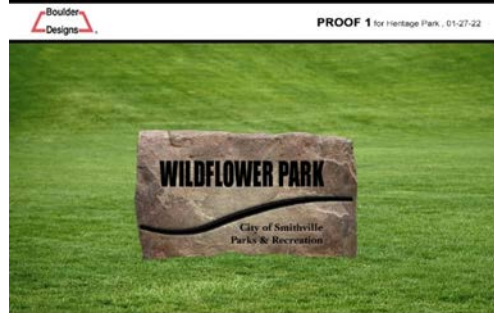 Boulder
Designs
PROOF 1 for Heritage Park , 01-27-22
WILDFLOWER PARK
City of Smithville
Parks & Recreation